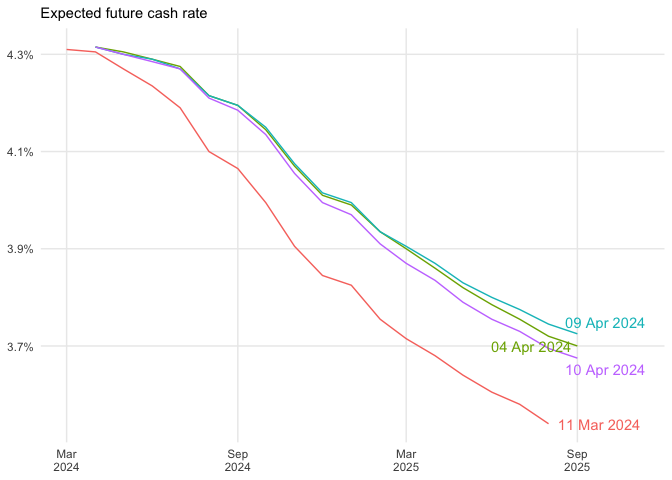 Expected future cash rate
4.3%
4.1%
3.9%
3.7%
09 Apr 2024
04 Apr 2024
10 Apr 2024
11 Mar 2024
Mar
2024
Sep
2024
Mar
2025
Sep
2025